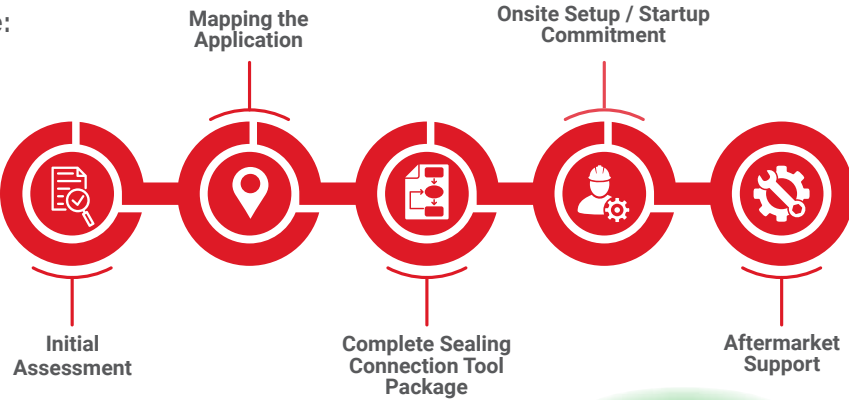 e:
Mapping the
Application
Onsite Setup / Startup
Commitment
Initial
Assessment
Complete Sealing
Connection Tool
Package
Aftermarket
Support